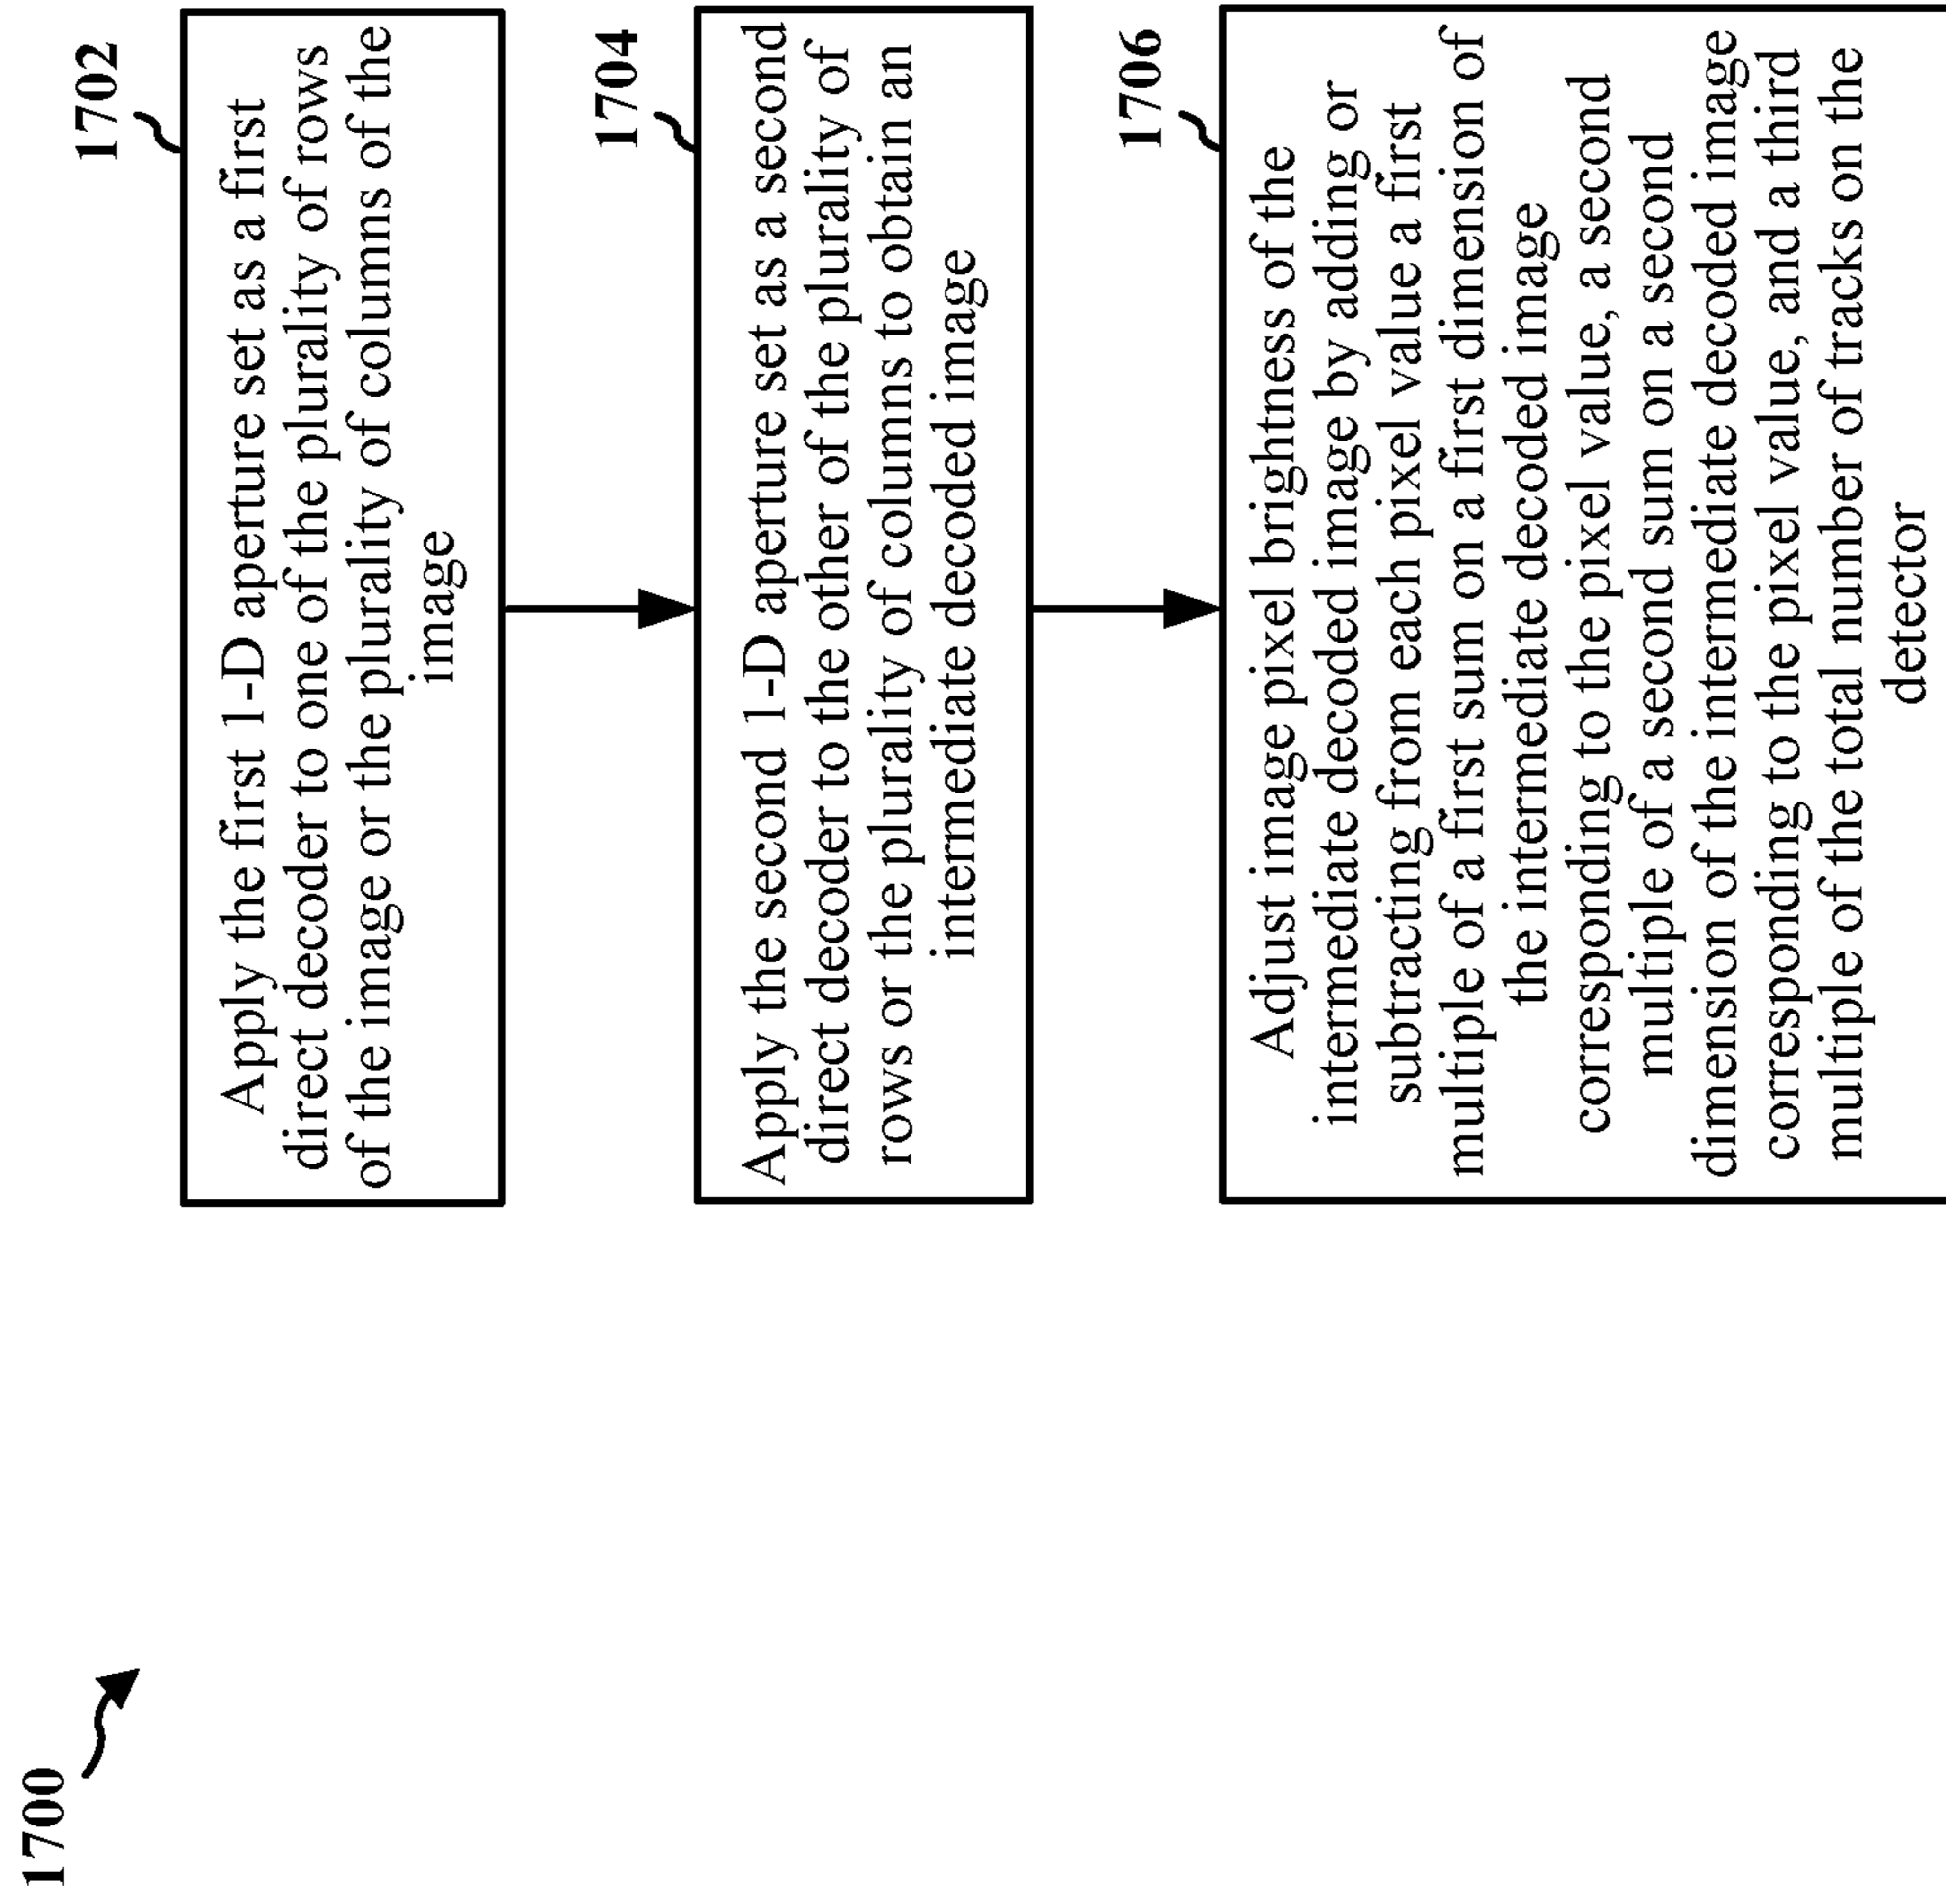 1700
1702
Apply the first 1-D aperture set as a first
direct decoder to one of the plurality of rows
of the image or the plurality of columns of the
image
1704
Apply the second 1-D aperture set as a second
direct decoder to the other of the plurality of
rows or the plurality of columns to obtain an
intermediate decoded image
1706
Adjust image pixel brightness of the
intermediate decoded image by adding or
subtracting from each pixel value a first
multiple of a first sum on a first dimension of
the intermediate decoded image
corresponding to the pixel value, a second
multiple of a second sum on a second
dimension of the intermediate decoded image
corresponding to the pixel value, and a third
multiple of the total number of tracks on the
detector